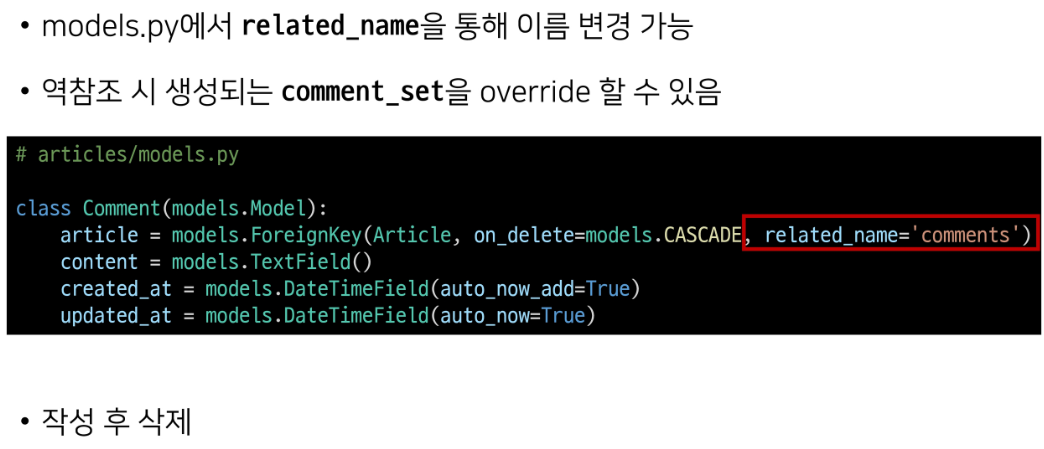 • models.py에서 related_name을 통해 이름 변경 가능
• 역참조 시 생성되는 comment_set을 override 할 수 있음
# articles/models.py
class Comment(models.Model):
    article = models.ForeignKey(Article, on_delete=models.CASCADE, related_name='comments')
    content = models.TextField()
    created_at = models.DateTimeField(auto_now_add=True)
    updated_at = models.DateTimeField(auto_now=True)
• 작성 후 삭제